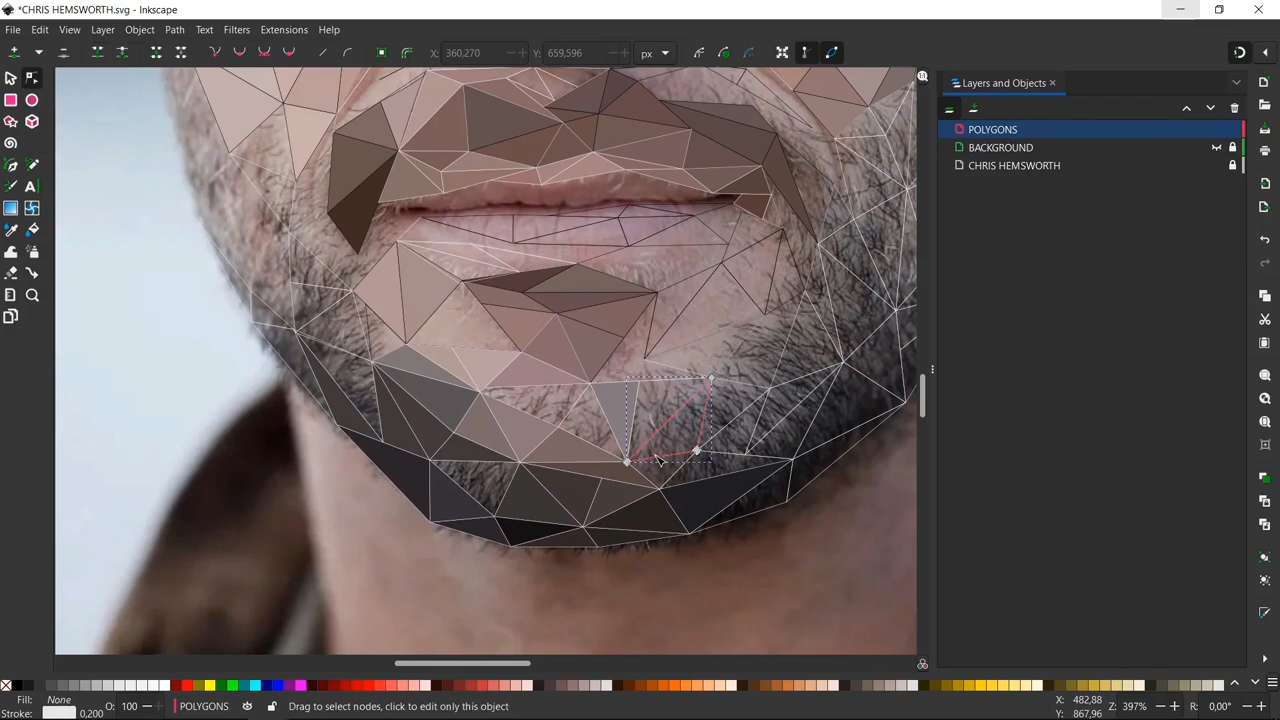 *CHRIS HEMSWORTH.svg - Inkscape
File Edit View Layer Object Path Text Filters Extensions Help
X: 360,270 Y: 659,596 px
Layers and Objects
POLYGONS
BACKGROUND
CHRIS HEMSWORTH
Fill: None
Stroke: 0,200 O: 100 POLYGONS Drag to select nodes, click to edit only this object X: 482,88 Y: 867,96 Z: 397% R: 0,00°